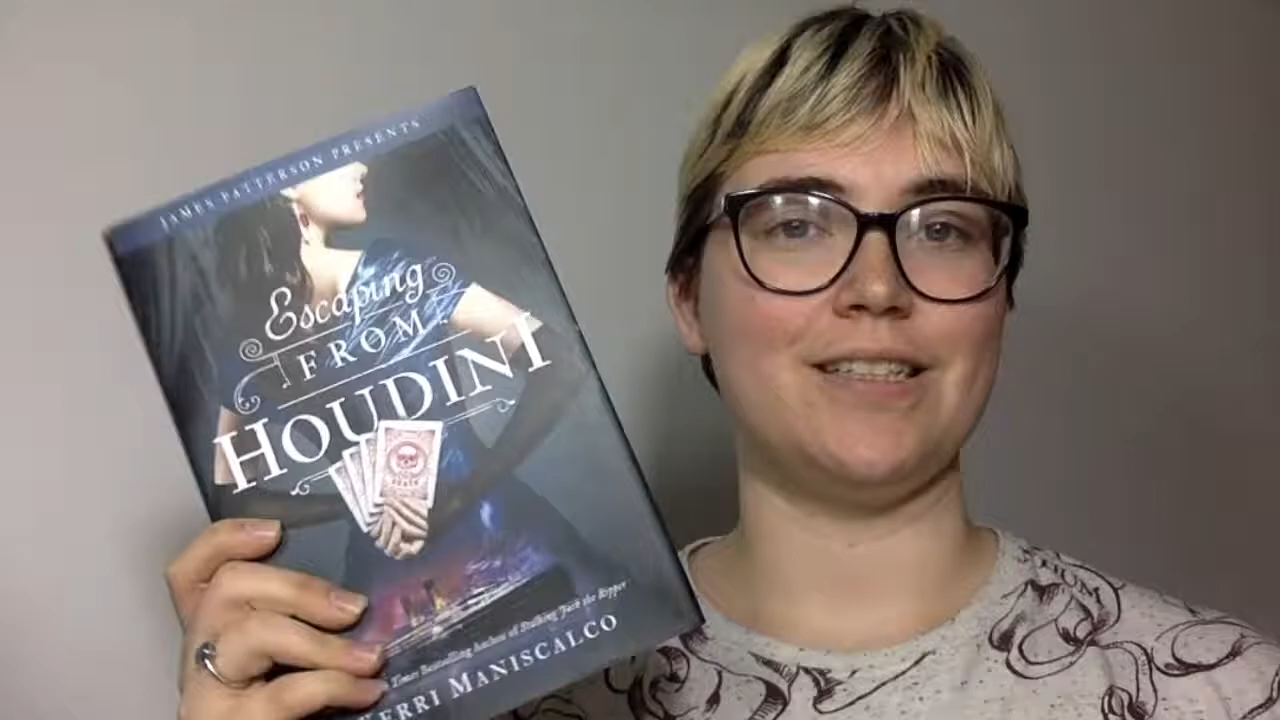 JAMES PATTERSON PRESENTS
Escaping
FROM
HOUDINI
DEATH
Times Bestselling Author of Stalking Jack the Ripper
KERRI MANISCALCO